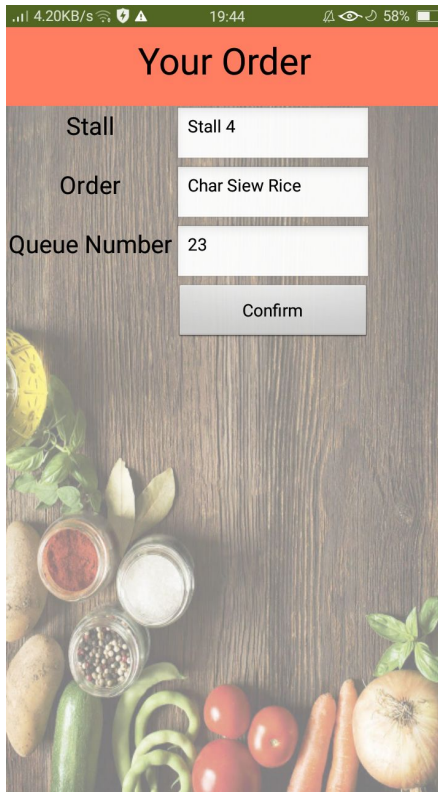 4.20KB/s 19:44 58%
Your Order
Stall Stall 4
Order Char Siew Rice
Queue Number 23
Confirm